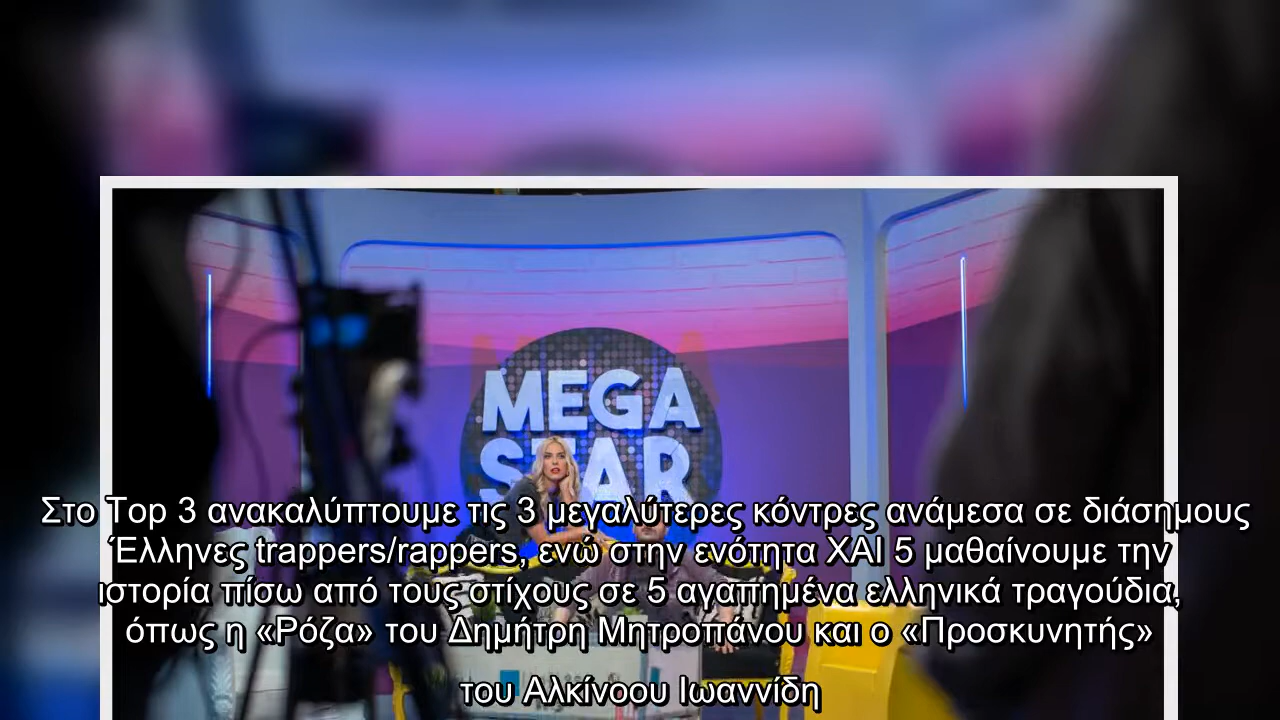 MEGA
STAR
Στο Top 3 ανακαλύπτουμε τις 3 μεγαλύτερες κόντρες ανάμεσα σε διάσημους
Έλληνες trappers/rappers, ενώ στην ενότητα ΧΑΙ 5 μαθαίνουμε την
ιστορία πίσω από τους στίχους σε 5 αγαπημένα ελληνικά τραγούδια,
όπως η «Ρόζα» του Δημήτρη Μητροπάνου και ο «Προσκυνητής»
του Αλκίνοου Ιωαννίδη